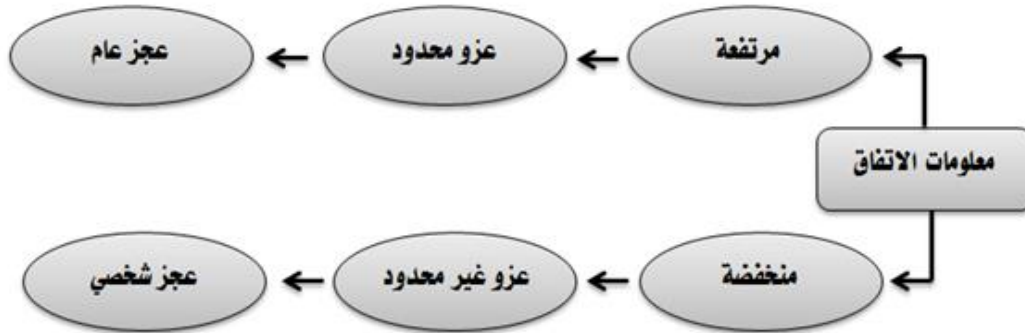 مرتفعة
عزو محدود
عجز عام
معلومات الاتفاق
منخفضة
عزو غير محدود
عجز شخصي